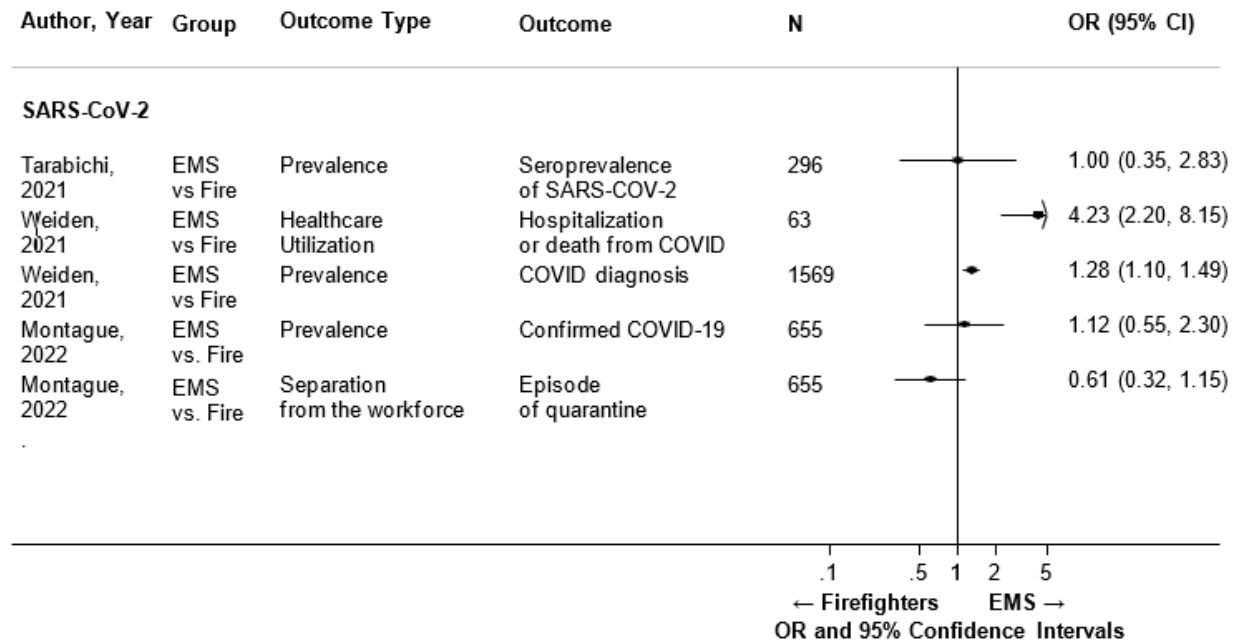 Author, Year Group Outcome Type Outcome N OR (95% CI)
SARS-CoV-2
Tarabichi, EMS Prevalence Seroprevalence 296 1.00 (0.35, 2.83)
2021 vs Fire of SARS-COV-2
Weiden, EMS Healthcare Hospitalization 63 4.23 (2.20, 8.15)
2021 vs Fire Utilization or death from COVID
Weiden, EMS Prevalence COVID diagnosis 1569 1.28 (1.10, 1.49)
2021 vs Fire
Montague, EMS Prevalence Confirmed COVID-19 655 1.12 (0.55, 2.30)
2022 vs. Fire
Montague, EMS Separation Episode 655 0.61 (0.32, 1.15)
2022 vs. Fire from the workforce of quarantine
.
.1 .5 1 2 5
← Firefighters EMS →
OR and 95% Confidence Intervals